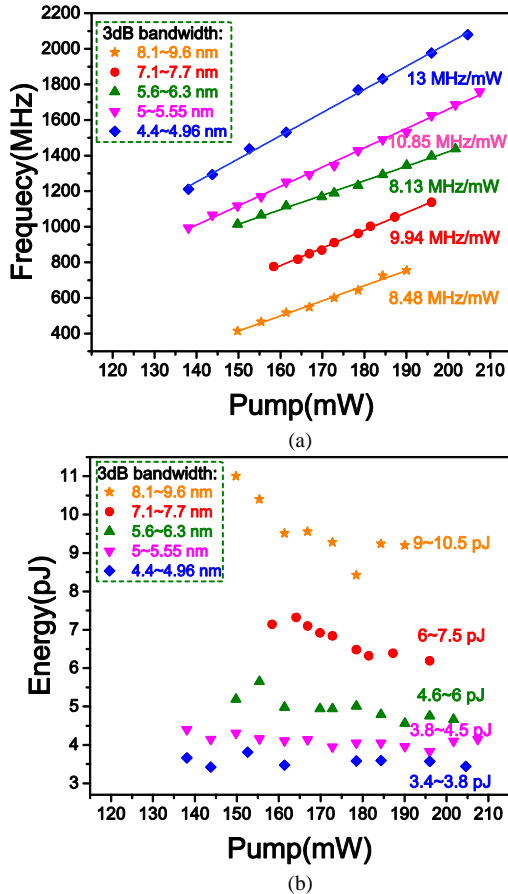 2200
2000
1800
1600
1400
1200
1000
800
600
400
Frequecy(MHz)
3dB bandwidth:
8.1~9.6 nm
7.1~7.7 nm
5.6~6.3 nm
5~5.55 nm
4.4~4.96 nm
13 MHz/mW
10.85 MHz/mW
8.13 MHz/mW
9.94 MHz/mW
8.48 MHz/mW
120 130 140 150 160 170 180 190 200 210
Pump(mW)
(a)
11
10
9
8
7
6
5
4
3
Energy(pJ)
3dB bandwidth:
8.1~9.6 nm
7.1~7.7 nm
5.6~6.3 nm
5~5.55 nm
4.4~4.96 nm
9~10.5 pJ
6~7.5 pJ
4.6~6 pJ
3.8~4.5 pJ
3.4~3.8 pJ
120 130 140 150 160 170 180 190 200 210
Pump(mW)
(b)